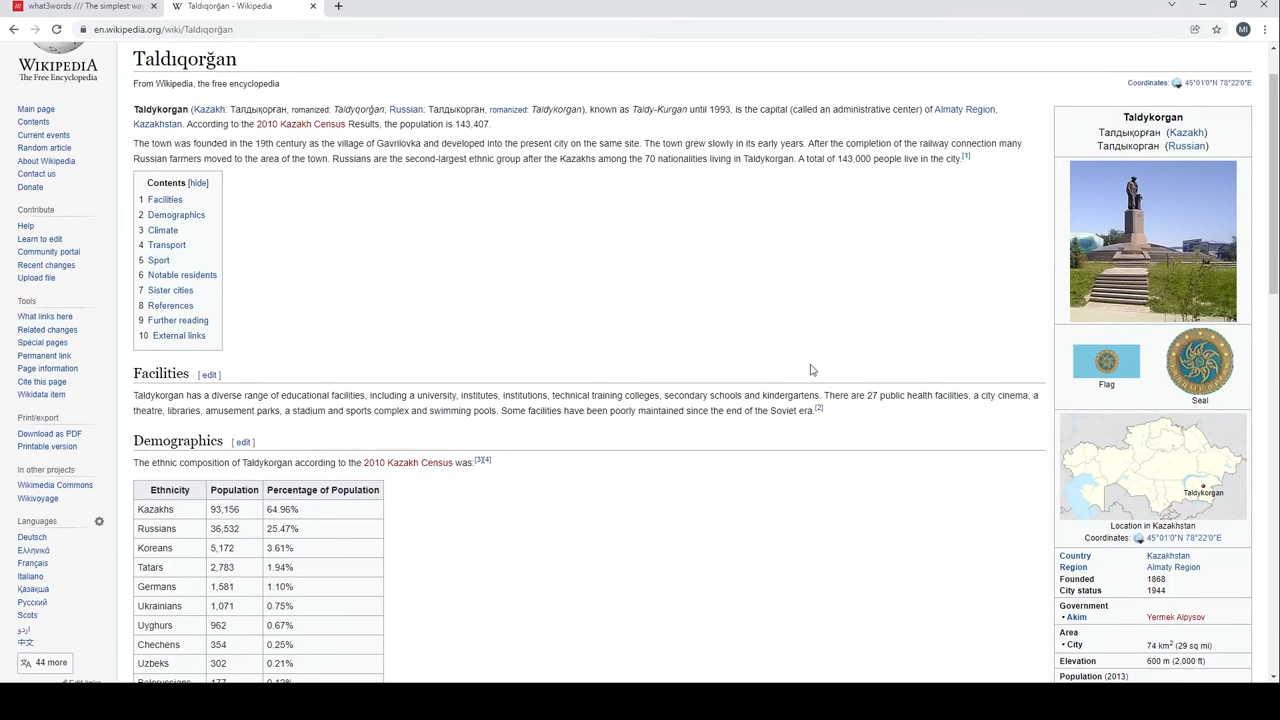 what3words /// The simplest wa
Taldıqorğan - Wikipedia
en.wikipedia.org/wiki/Taldıqorğan
MI
WIKIPEDIA
The Free Encyclopedia
Main page
Contents
Current events
Random article
About Wikipedia
Contact us
Donate
Contribute
Help
Learn to edit
Community portal
Recent changes
Upload file
Tools
What links here
Related changes
Special pages
Permanent link
Page information
Cite this page
Wikidata item
Print/export
Download as PDF
Printable version
In other projects
Wikimedia Commons
Wikivoyage
Languages
Deutsch
Ελληνικά
Français
Italiano
Қазақша
Русский
Scots
اردو
中文
44 more
Edit links
Taldıqorğan
From Wikipedia, the free encyclopedia
Coordinates: 45°01′0″N 78°22′0″E
Taldykorgan (Kazakh: Талдықорған, romanized: Taldyqorǵan; Russian: Талдыкорган, romanized: Taldykorgan), known as Taldy-Kurgan until 1993, is the capital (called an administrative center) of Almaty Region,
Kazakhstan. According to the 2010 Kazakh Census Results, the population is 143,407.
The town was founded in the 19th century as the village of Gavrilovka and developed into the present city on the same site. The town grew slowly in its early years. After the completion of the railway connection many
Russian farmers moved to the area of the town. Russians are the second-largest ethnic group after the Kazakhs among the 70 nationalities living in Taldykorgan. A total of 143,000 people live in the city.[1]
Contents [hide]
1 Facilities
2 Demographics
3 Climate
4 Transport
5 Sport
6 Notable residents
7 Sister cities
8 References
9 Further reading
10 External links
Facilities [ edit ]
Taldykorgan has a diverse range of educational facilities, including a university, institutes, institutions, technical training colleges, secondary schools and kindergartens. There are 27 public health facilities, a city cinema, a
theatre, libraries, amusement parks, a stadium and sports complex and swimming pools. Some facilities have been poorly maintained since the end of the Soviet era.[2]
Demographics [ edit ]
The ethnic composition of Taldykorgan according to the 2010 Kazakh Census was:[3][4]
Ethnicity Population Percentage of Population
Kazakhs 93,156 64.96%
Russians 36,532 25.47%
Koreans 5,172 3.61%
Tatars 2,783 1.94%
Germans 1,581 1.10%
Ukrainians 1,071 0.75%
Uyghurs 962 0.67%
Chechens 354 0.25%
Uzbeks 302 0.21%
Belorussians 177 0.12%
Taldykorgan
Талдықорған (Kazakh)
Талдыкорган (Russian)
Flag
Seal
Taldykorgan
Location in Kazakhstan
Coordinates: 45°01′0″N 78°22′0″E
Country Kazakhstan
Region Almaty Region
Founded 1868
City status 1944
Government
• Akim Yermek Alpysov
Area
• City 74 km2 (29 sq mi)
Elevation 600 m (2,000 ft)
Population (2013)